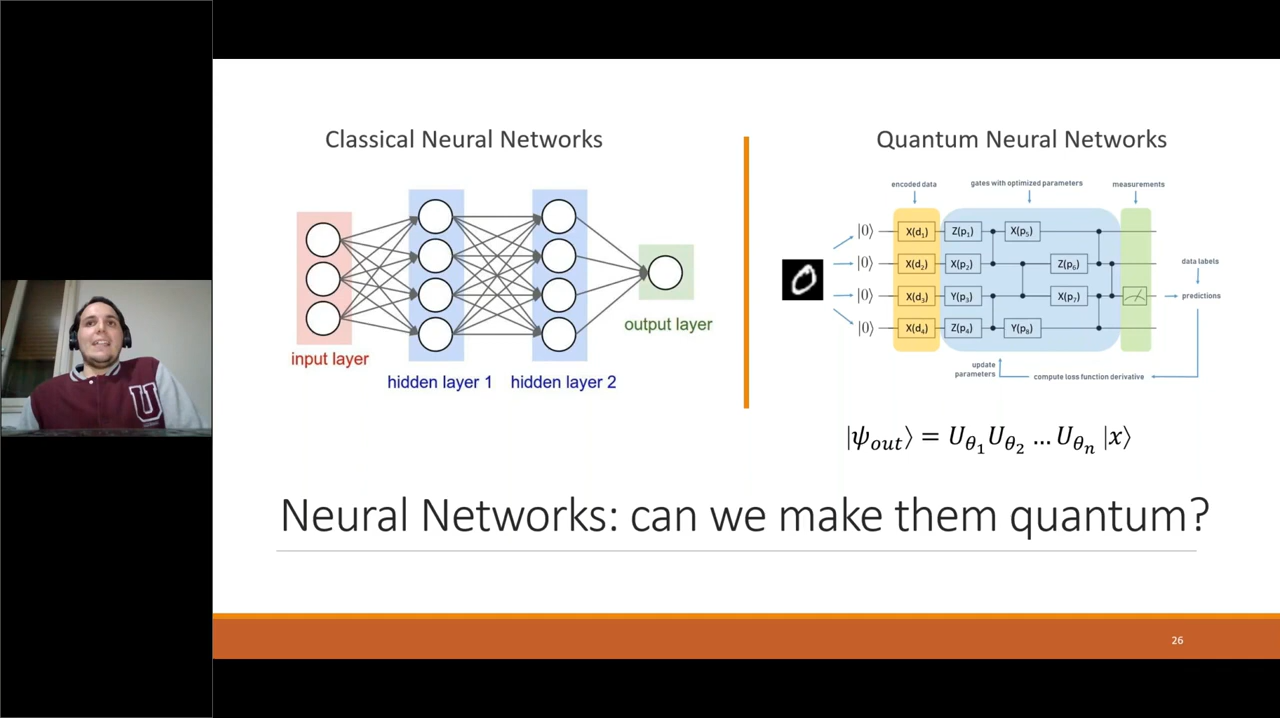 Classical Neural Networks
input layer
hidden layer 1
hidden layer 2
output layer
Quantum Neural Networks
encoded data
gates with optimized parameters
measurements
|0⟩ X(d₁) Z(p₁) X(p₅)
|0⟩ X(d₂) X(p₂) Z(p₆)
|0⟩ X(d₃) Y(p₃) X(p₇)
|0⟩ X(d₄) Z(p₄) Y(p₈)
data labels
predictions
update
parameters
compute loss function derivative
|ψ_out⟩ = U_θ₁ U_θ₂ … U_θₙ |x⟩
Neural Networks: can we make them quantum?
26
U
0